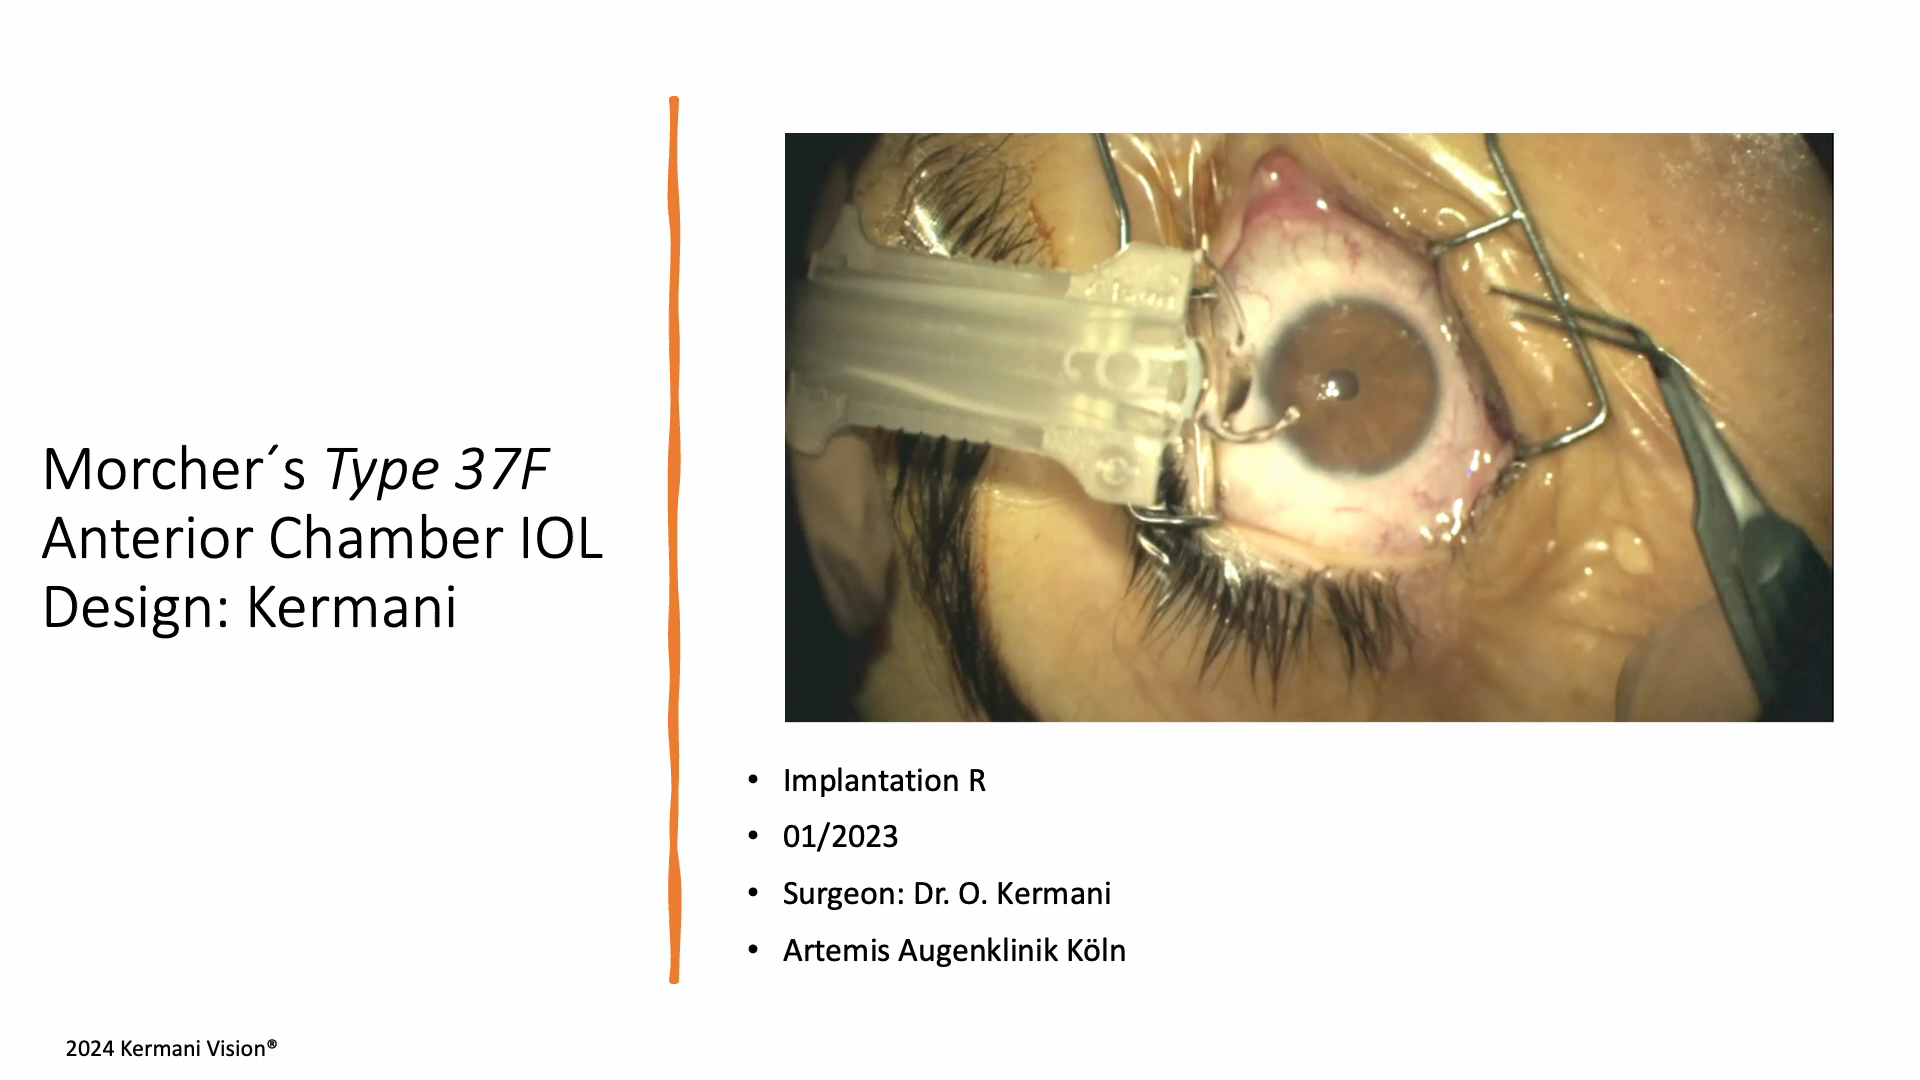 Morcher´s Type 37F
Anterior Chamber IOL
Design: Kermani
• Implantation R
• 01/2023
• Surgeon: Dr. O. Kermani
• Artemis Augenklinik Köln
2024 Kermani Vision®